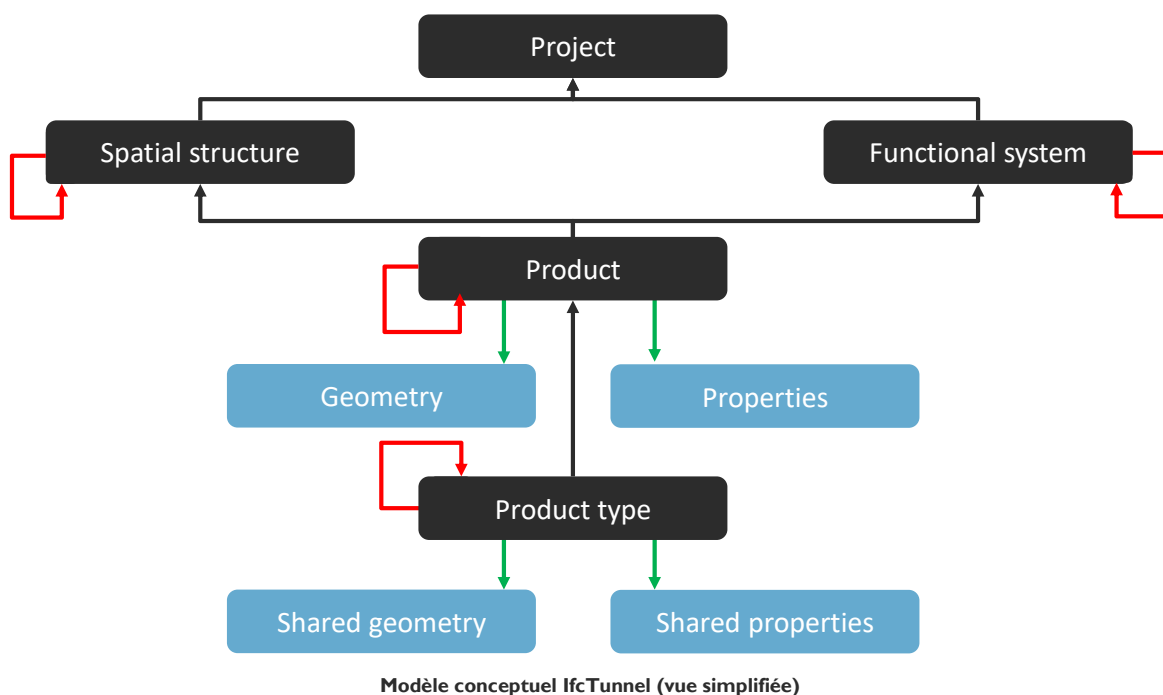 Project
Spatial structure
Functional system
Product
Geometry
Properties
Product type
Shared geometry
Shared properties
Modèle conceptuel IfcTunnel (vue simplifiée)